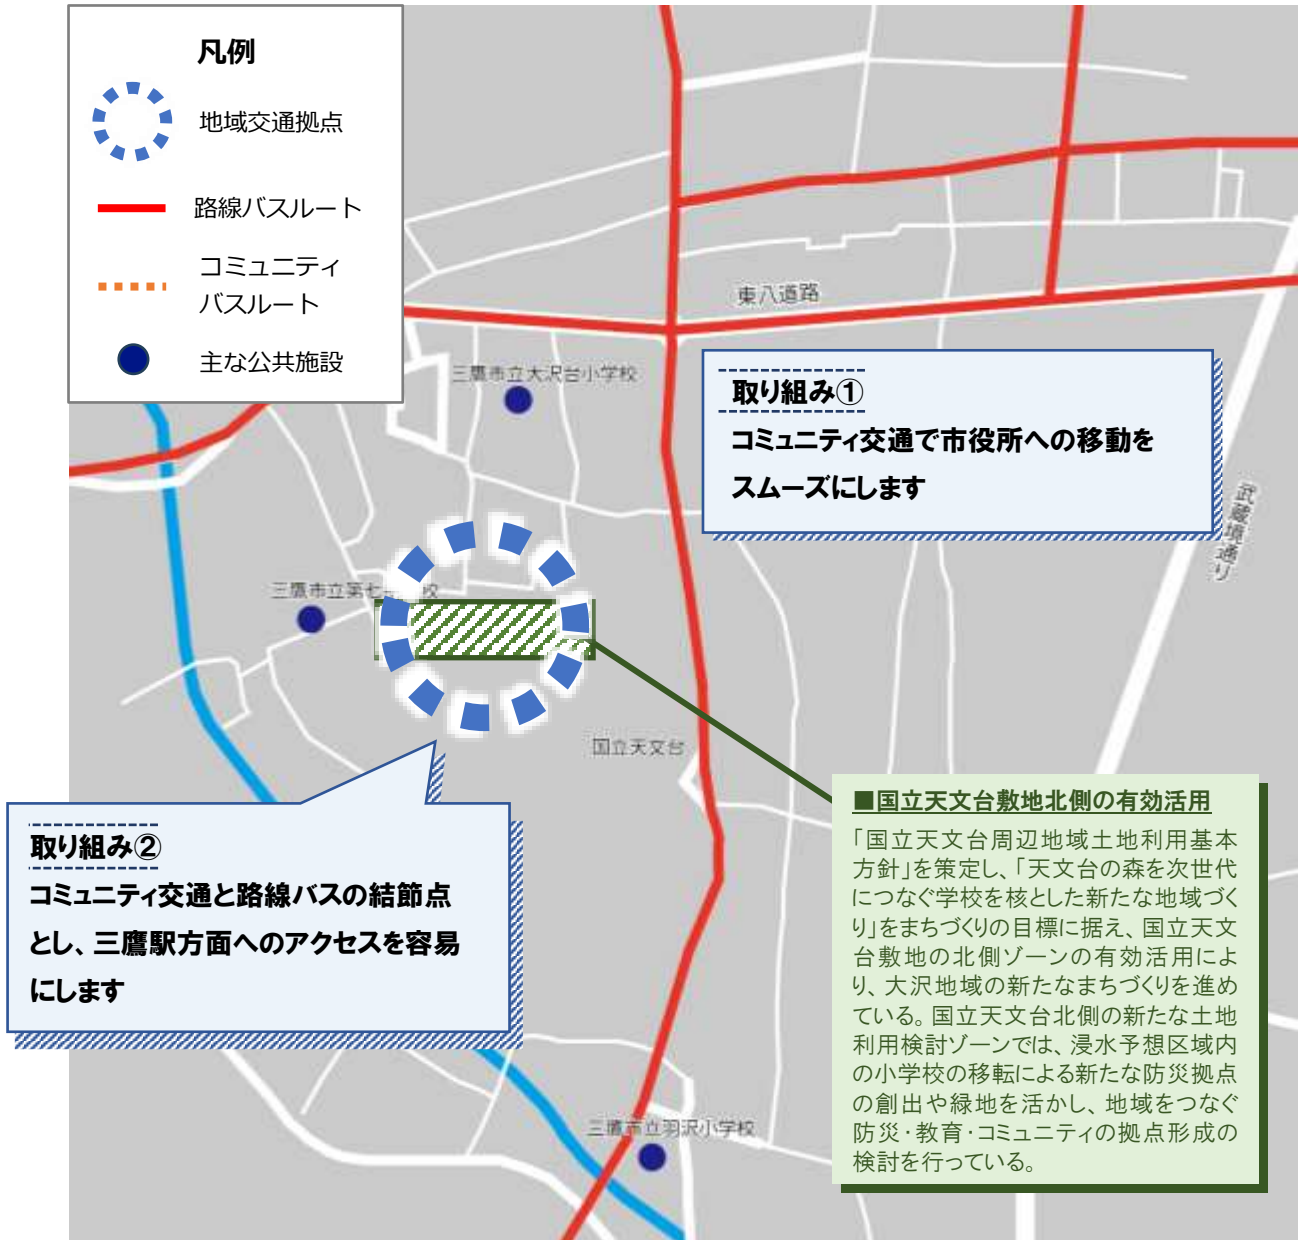 凡例
地域交通拠点
路線バスルート
コミュニティ
バスルート
主な公共施設
東八道路
三鷹市立大沢台小学校
取り組み①
コミュニティ交通で市役所への移動を
スムーズにします
武蔵境通り
三鷹市立第七
校
国立天文台
■国立天文台敷地北側の有効活用
「国立天文台周辺地域土地利用基本
方針」を策定し、「天文台の森を次世代
につなぐ学校を核とした新たな地域づく
り」をまちづくりの目標に据え、国立天文
台敷地の北側ゾーンの有効活用によ
り、大沢地域の新たなまちづくりを進め
ている。国立天文台北側の新たな土地
利用検討ゾーンでは、浸水予想区域内
の小学校の移転による新たな防災拠点
の創出や緑地を活かし、地域をつなぐ
防災・教育・コミュニティの拠点形成の
検討を行っている。
取り組み②
コミュニティ交通と路線バスの結節点
とし、三鷹駅方面へのアクセスを容易
にします
三鷹市立羽沢小学校